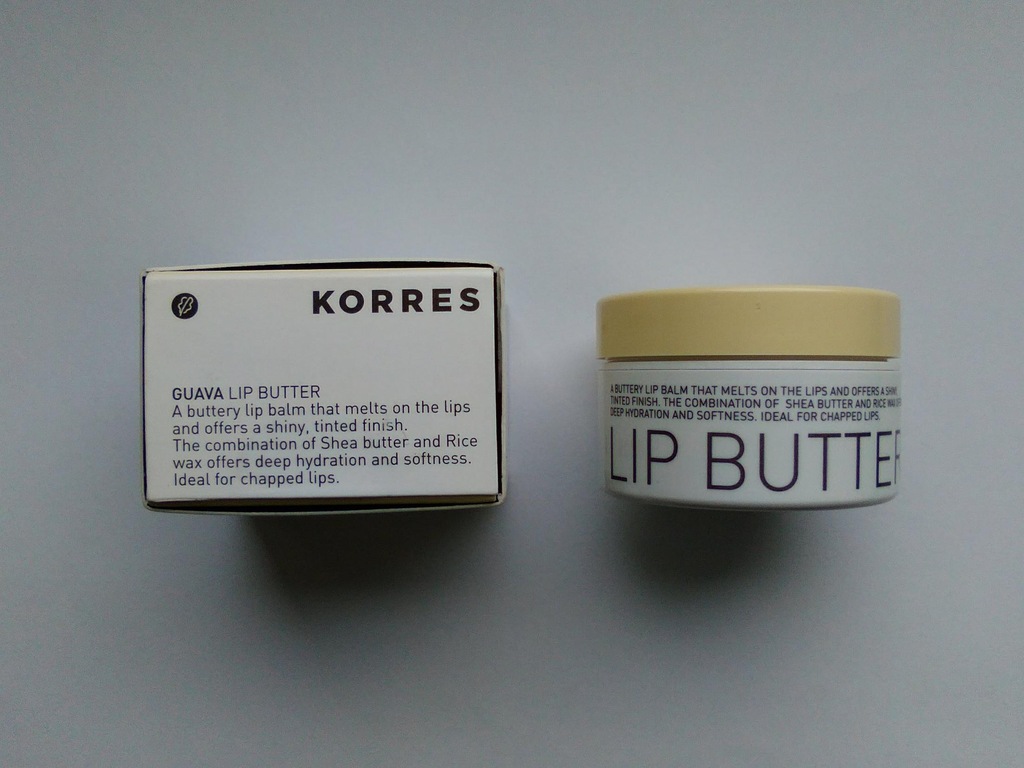 KORRES
GUAVA LIP BUTTER
A buttery lip balm that melts on the lips
and offers a shiny, tinted finish.
The combination of Shea butter and Rice
wax offers deep hydration and softness.
Ideal for chapped lips.
A BUTTERY LIP BALM THAT MELTS ON THE LIPS AND OFFERS A SHINY,
TINTED FINISH. THE COMBINATION OF SHEA BUTTER AND RICE WAX
DEEP HYDRATION AND SOFTNESS. IDEAL FOR CHAPPED LIPS.
LIP BUTTER